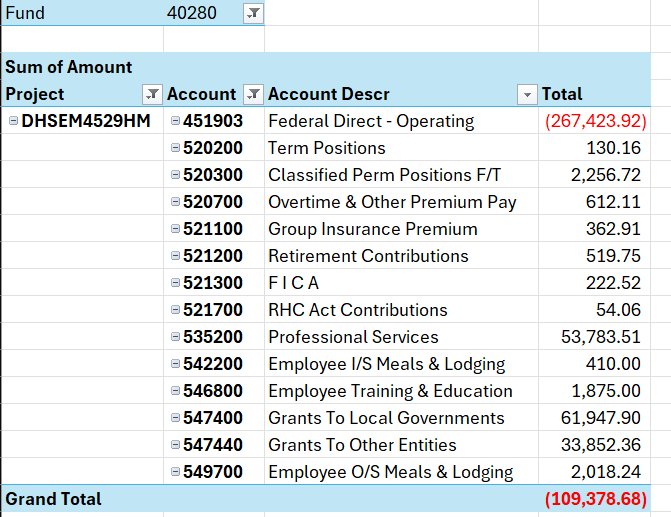 Fund 40280
Sum of Amount
Project Account Account Descr Total
DHSEM4529HM 451903 Federal Direct - Operating (267,423.92)
520200 Term Positions 130.16
520300 Classified Perm Positions F/T 2,256.72
520700 Overtime & Other Premium Pay 612.11
521100 Group Insurance Premium 362.91
521200 Retirement Contributions 519.75
521300 F I C A 222.52
521700 RHC Act Contributions 54.06
535200 Professional Services 53,783.51
542200 Employee I/S Meals & Lodging 410.00
546800 Employee Training & Education 1,875.00
547400 Grants To Local Governments 61,947.90
547440 Grants To Other Entities 33,852.36
549700 Employee O/S Meals & Lodging 2,018.24
Grand Total (109,378.68)